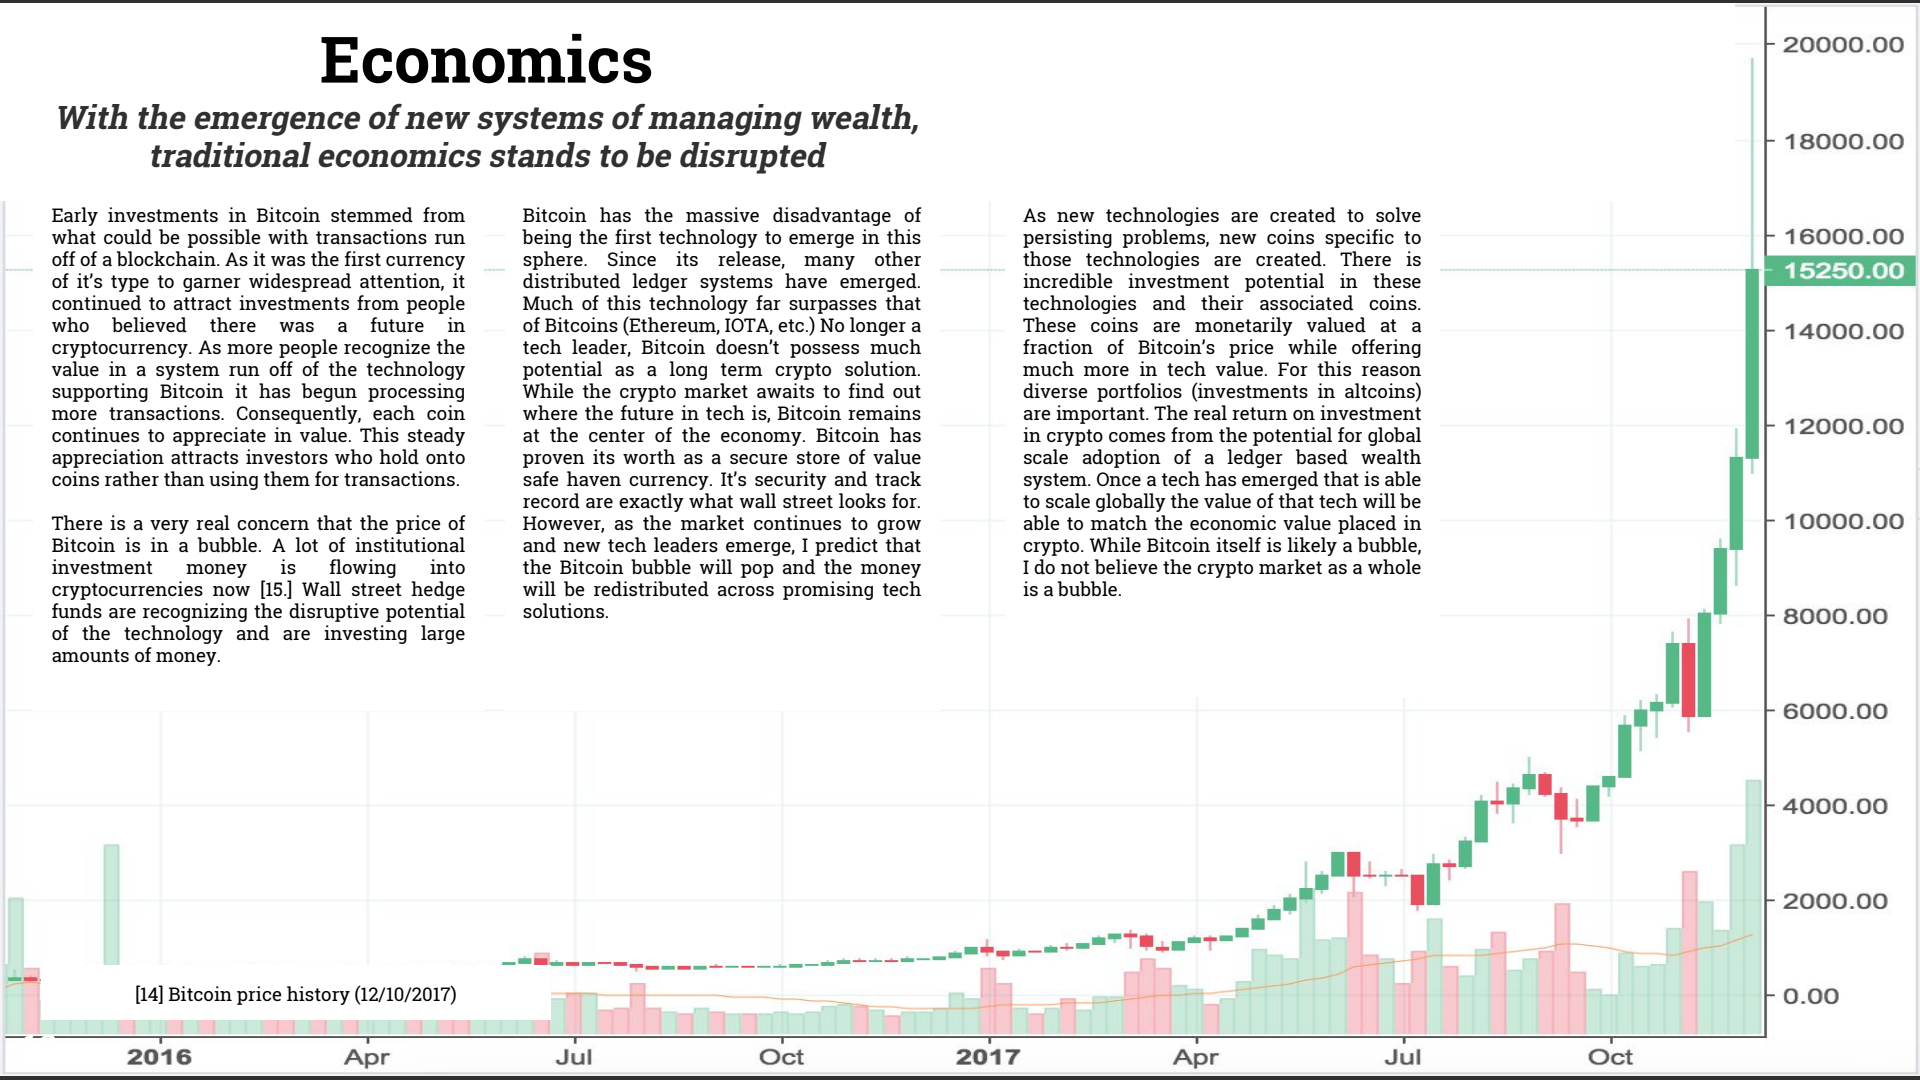 Economics
With the emergence of new systems of managing wealth,
traditional economics stands to be disrupted
Early investments in Bitcoin stemmed from
what could be possible with transactions run
off of a blockchain. As it was the first currency
of it’s type to garner widespread attention, it
continued to attract investments from people
who believed there was a future in
cryptocurrency. As more people recognize the
value in a system run off of the technology
supporting Bitcoin it has begun processing
more transactions. Consequently, each coin
continues to appreciate in value. This steady
appreciation attracts investors who hold onto
coins rather than using them for transactions.
There is a very real concern that the price of
Bitcoin is in a bubble. A lot of institutional
investment money is flowing into
cryptocurrencies now [15.] Wall street hedge
funds are recognizing the disruptive potential
of the technology and are investing large
amounts of money.
Bitcoin has the massive disadvantage of
being the first technology to emerge in this
sphere. Since its release, many other
distributed ledger systems have emerged.
Much of this technology far surpasses that
of Bitcoins (Ethereum, IOTA, etc.) No longer a
tech leader, Bitcoin doesn’t possess much
potential as a long term crypto solution.
While the crypto market awaits to find out
where the future in tech is, Bitcoin remains
at the center of the economy. Bitcoin has
proven its worth as a secure store of value
safe haven currency. It’s security and track
record are exactly what wall street looks for.
However, as the market continues to grow
and new tech leaders emerge, I predict that
the Bitcoin bubble will pop and the money
will be redistributed across promising tech
solutions.
As new technologies are created to solve
persisting problems, new coins specific to
those technologies are created. There is
incredible investment potential in these
technologies and their associated coins.
These coins are monetarily valued at a
fraction of Bitcoin’s price while offering
much more in tech value. For this reason
diverse portfolios (investments in altcoins)
are important. The real return on investment
in crypto comes from the potential for global
scale adoption of a ledger based wealth
system. Once a tech has emerged that is able
to scale globally the value of that tech will be
able to match the economic value placed in
crypto. While Bitcoin itself is likely a bubble,
I do not believe the crypto market as a whole
is a bubble.
20000.00
18000.00
16000.00
15250.00
14000.00
12000.00
10000.00
8000.00
6000.00
4000.00
2000.00
0.00
[14] Bitcoin price history (12/10/2017)
2016 Apr Jul Oct 2017 Apr Jul Oct